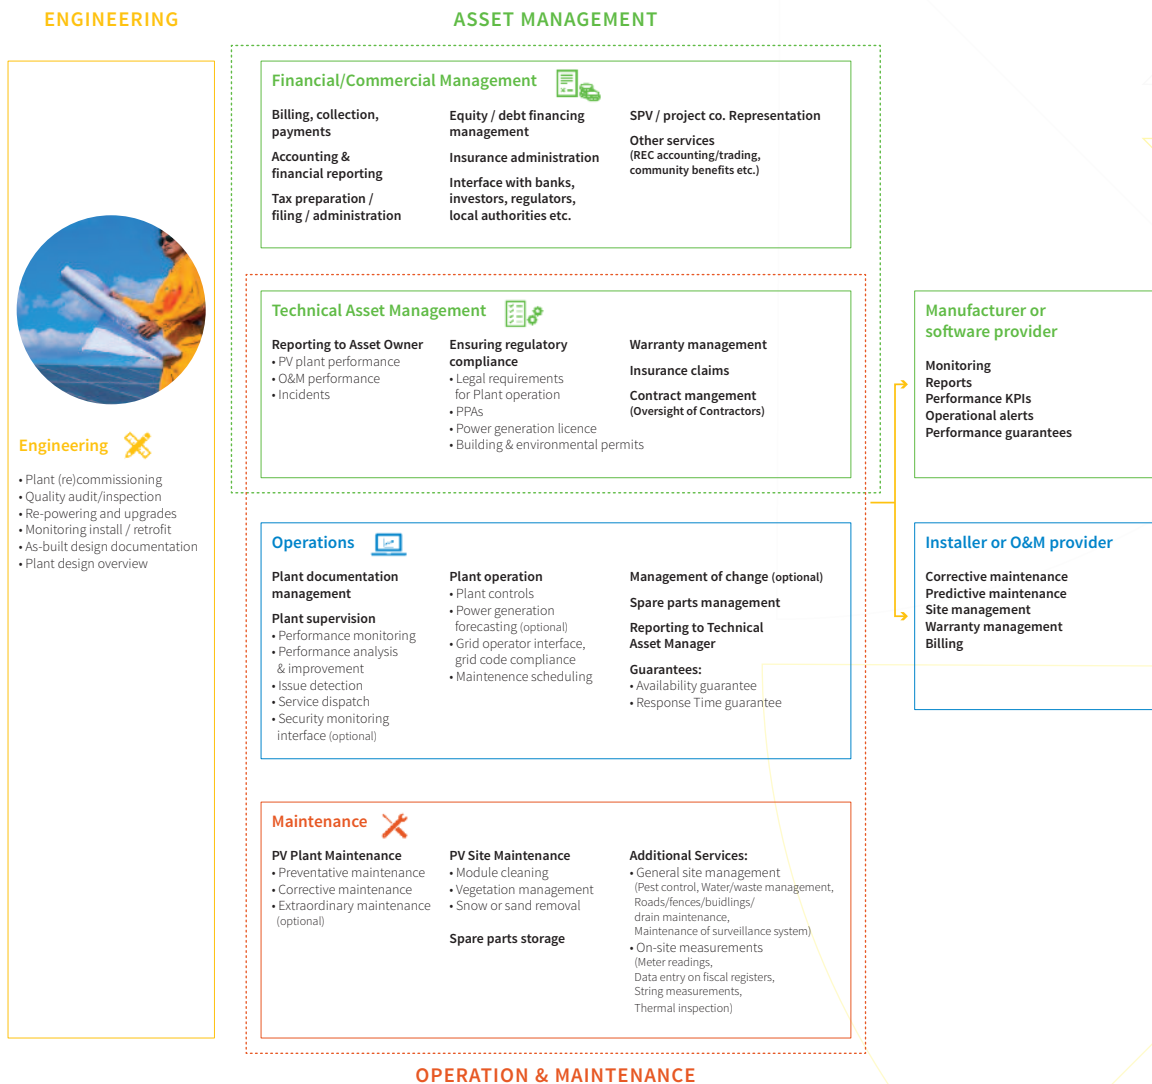 ENGINEERING
ASSET MANAGEMENT
Engineering
• Plant (re)commissioning
• Quality audit/inspection
• Re-powering and upgrades
• Monitoring install / retrofit
• As-built design documentation
• Plant design overview
Financial/Commercial Management
Billing, collection,
payments
Accounting &
financial reporting
Tax preparation /
filing / administration
Equity / debt financing
management
Insurance administration
Interface with banks,
investors, regulators,
local authorities etc.
SPV / project co. Representation
Other services
(REC accounting/trading,
community benefits etc.)
Technical Asset Management
Reporting to Asset Owner
• PV plant performance
• O&M performance
• Incidents
Ensuring regulatory
compliance
• Legal requirements
for Plant operation
• PPAs
• Power generation licence
• Building & environmental permits
Warranty management
Insurance claims
Contract mangement
(Oversight of Contractors)
Operations
Plant documentation
management
Plant supervision
• Performance monitoring
• Performance analysis
& improvement
• Issue detection
• Service dispatch
• Security monitoring
interface (optional)
Plant operation
• Plant controls
• Power generation
forecasting (optional)
• Grid operator interface,
grid code compliance
• Maintenence scheduling
Management of change (optional)
Spare parts management
Reporting to Technical
Asset Manager
Guarantees:
• Availability guarantee
• Response Time guarantee
Maintenance
PV Plant Maintenance
• Preventative maintenance
• Corrective maintenance
• Extraordinary maintenance
(optional)
PV Site Maintenance
• Module cleaning
• Vegetation management
• Snow or sand removal
Spare parts storage
Additional Services:
• General site management
(Pest control, Water/waste management,
Roads/fences/buidlings/
drain maintenance,
Maintenance of surveillance system)
• On-site measurements
(Meter readings,
Data entry on fiscal registers,
String measurements,
Thermal inspection)
Manufacturer or
software provider
Monitoring
Reports
Performance KPIs
Operational alerts
Performance guarantees
Installer or O&M provider
Corrective maintenance
Predictive maintenance
Site management
Warranty management
Billing
OPERATION & MAINTENANCE